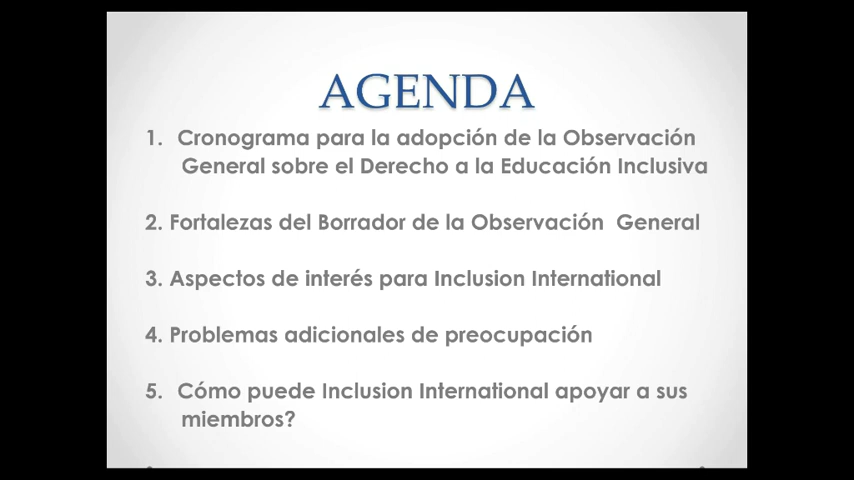 AGENDA
1. Cronograma para la adopción de la Observación
General sobre el Derecho a la Educación Inclusiva
2. Fortalezas del Borrador de la Observación General
3. Aspectos de interés para Inclusion International
4. Problemas adicionales de preocupación
5. Cómo puede Inclusion International apoyar a sus
miembros?